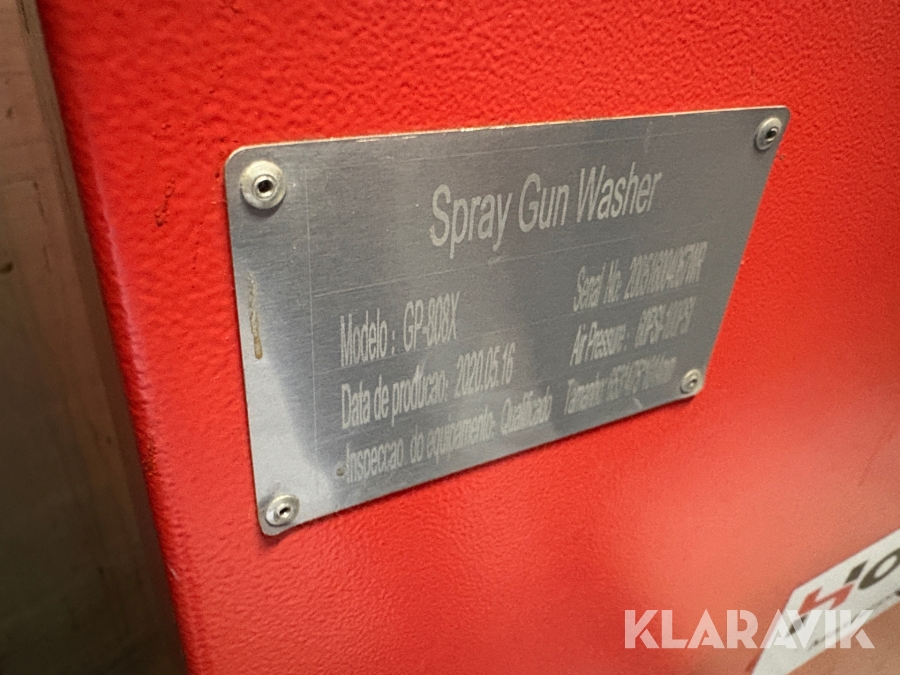 Spray Gun Washer
Modelo : GP-808X Serial No
Data de produtcao: 2020.05.16 Air Pressure :
Inspeccao do equipamento- Qualificado Tamanho:
KLARAVIK